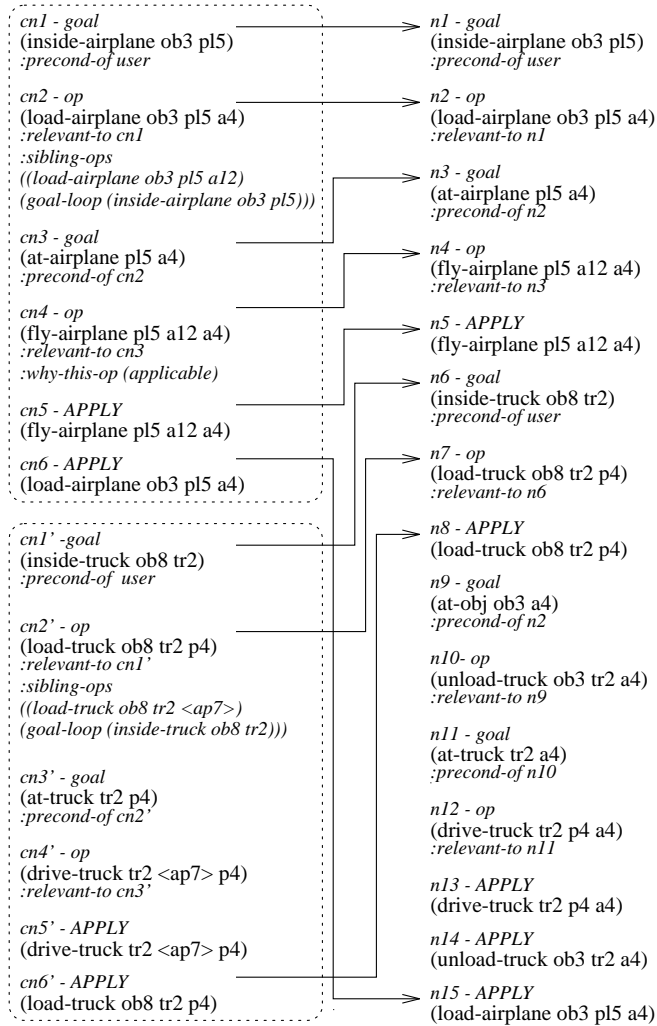 cn1 - goal
(inside-airplane ob3 pl5)
:precond-of user
cn2 - op
(load-airplane ob3 pl5 a4)
:relevant-to cn1
:sibling-ops
((load-airplane ob3 pl5 a12)
(goal-loop (inside-airplane ob3 pl5)))
cn3 - goal
(at-airplane pl5 a4)
:precond-of cn2
cn4 - op
(fly-airplane pl5 a12 a4)
:relevant-to cn3
:why-this-op (applicable)
cn5 - APPLY
(fly-airplane pl5 a12 a4)
cn6 - APPLY
(load-airplane ob3 pl5 a4)
cn1' -goal
(inside-truck ob8 tr2)
:precond-of user
cn2' - op
(load-truck ob8 tr2 p4)
:relevant-to cn1'
:sibling-ops
((load-truck ob8 tr2 <ap7>)
(goal-loop (inside-truck ob8 tr2)))
cn3' - goal
(at-truck tr2 p4)
:precond-of cn2'
cn4' - op
(drive-truck tr2 <ap7> p4)
:relevant-to cn3'
cn5' - APPLY
(drive-truck tr2 <ap7> p4)
cn6' - APPLY
(load-truck ob8 tr2 p4)
n1 - goal
(inside-airplane ob3 pl5)
:precond-of user
n2 - op
(load-airplane ob3 pl5 a4)
:relevant-to n1
n3 - goal
(at-airplane pl5 a4)
:precond-of n2
n4 - op
(fly-airplane pl5 a12 a4)
:relevant-to n3
n5 - APPLY
(fly-airplane pl5 a12 a4)
n6 - goal
(inside-truck ob8 tr2)
:precond-of user
n7 - op
(load-truck ob8 tr2 p4)
:relevant-to n6
n8 - APPLY
(load-truck ob8 tr2 p4)
n9 - goal
(at-obj ob3 a4)
:precond-of n2
n10- op
(unload-truck ob3 tr2 a4)
:relevant-to n9
n11 - goal
(at-truck tr2 a4)
:precond-of n10
n12 - op
(drive-truck tr2 p4 a4)
:relevant-to n11
n13 - APPLY
(drive-truck tr2 p4 a4)
n14 - APPLY
(unload-truck ob3 tr2 a4)
n15 - APPLY
(load-airplane ob3 pl5 a4)